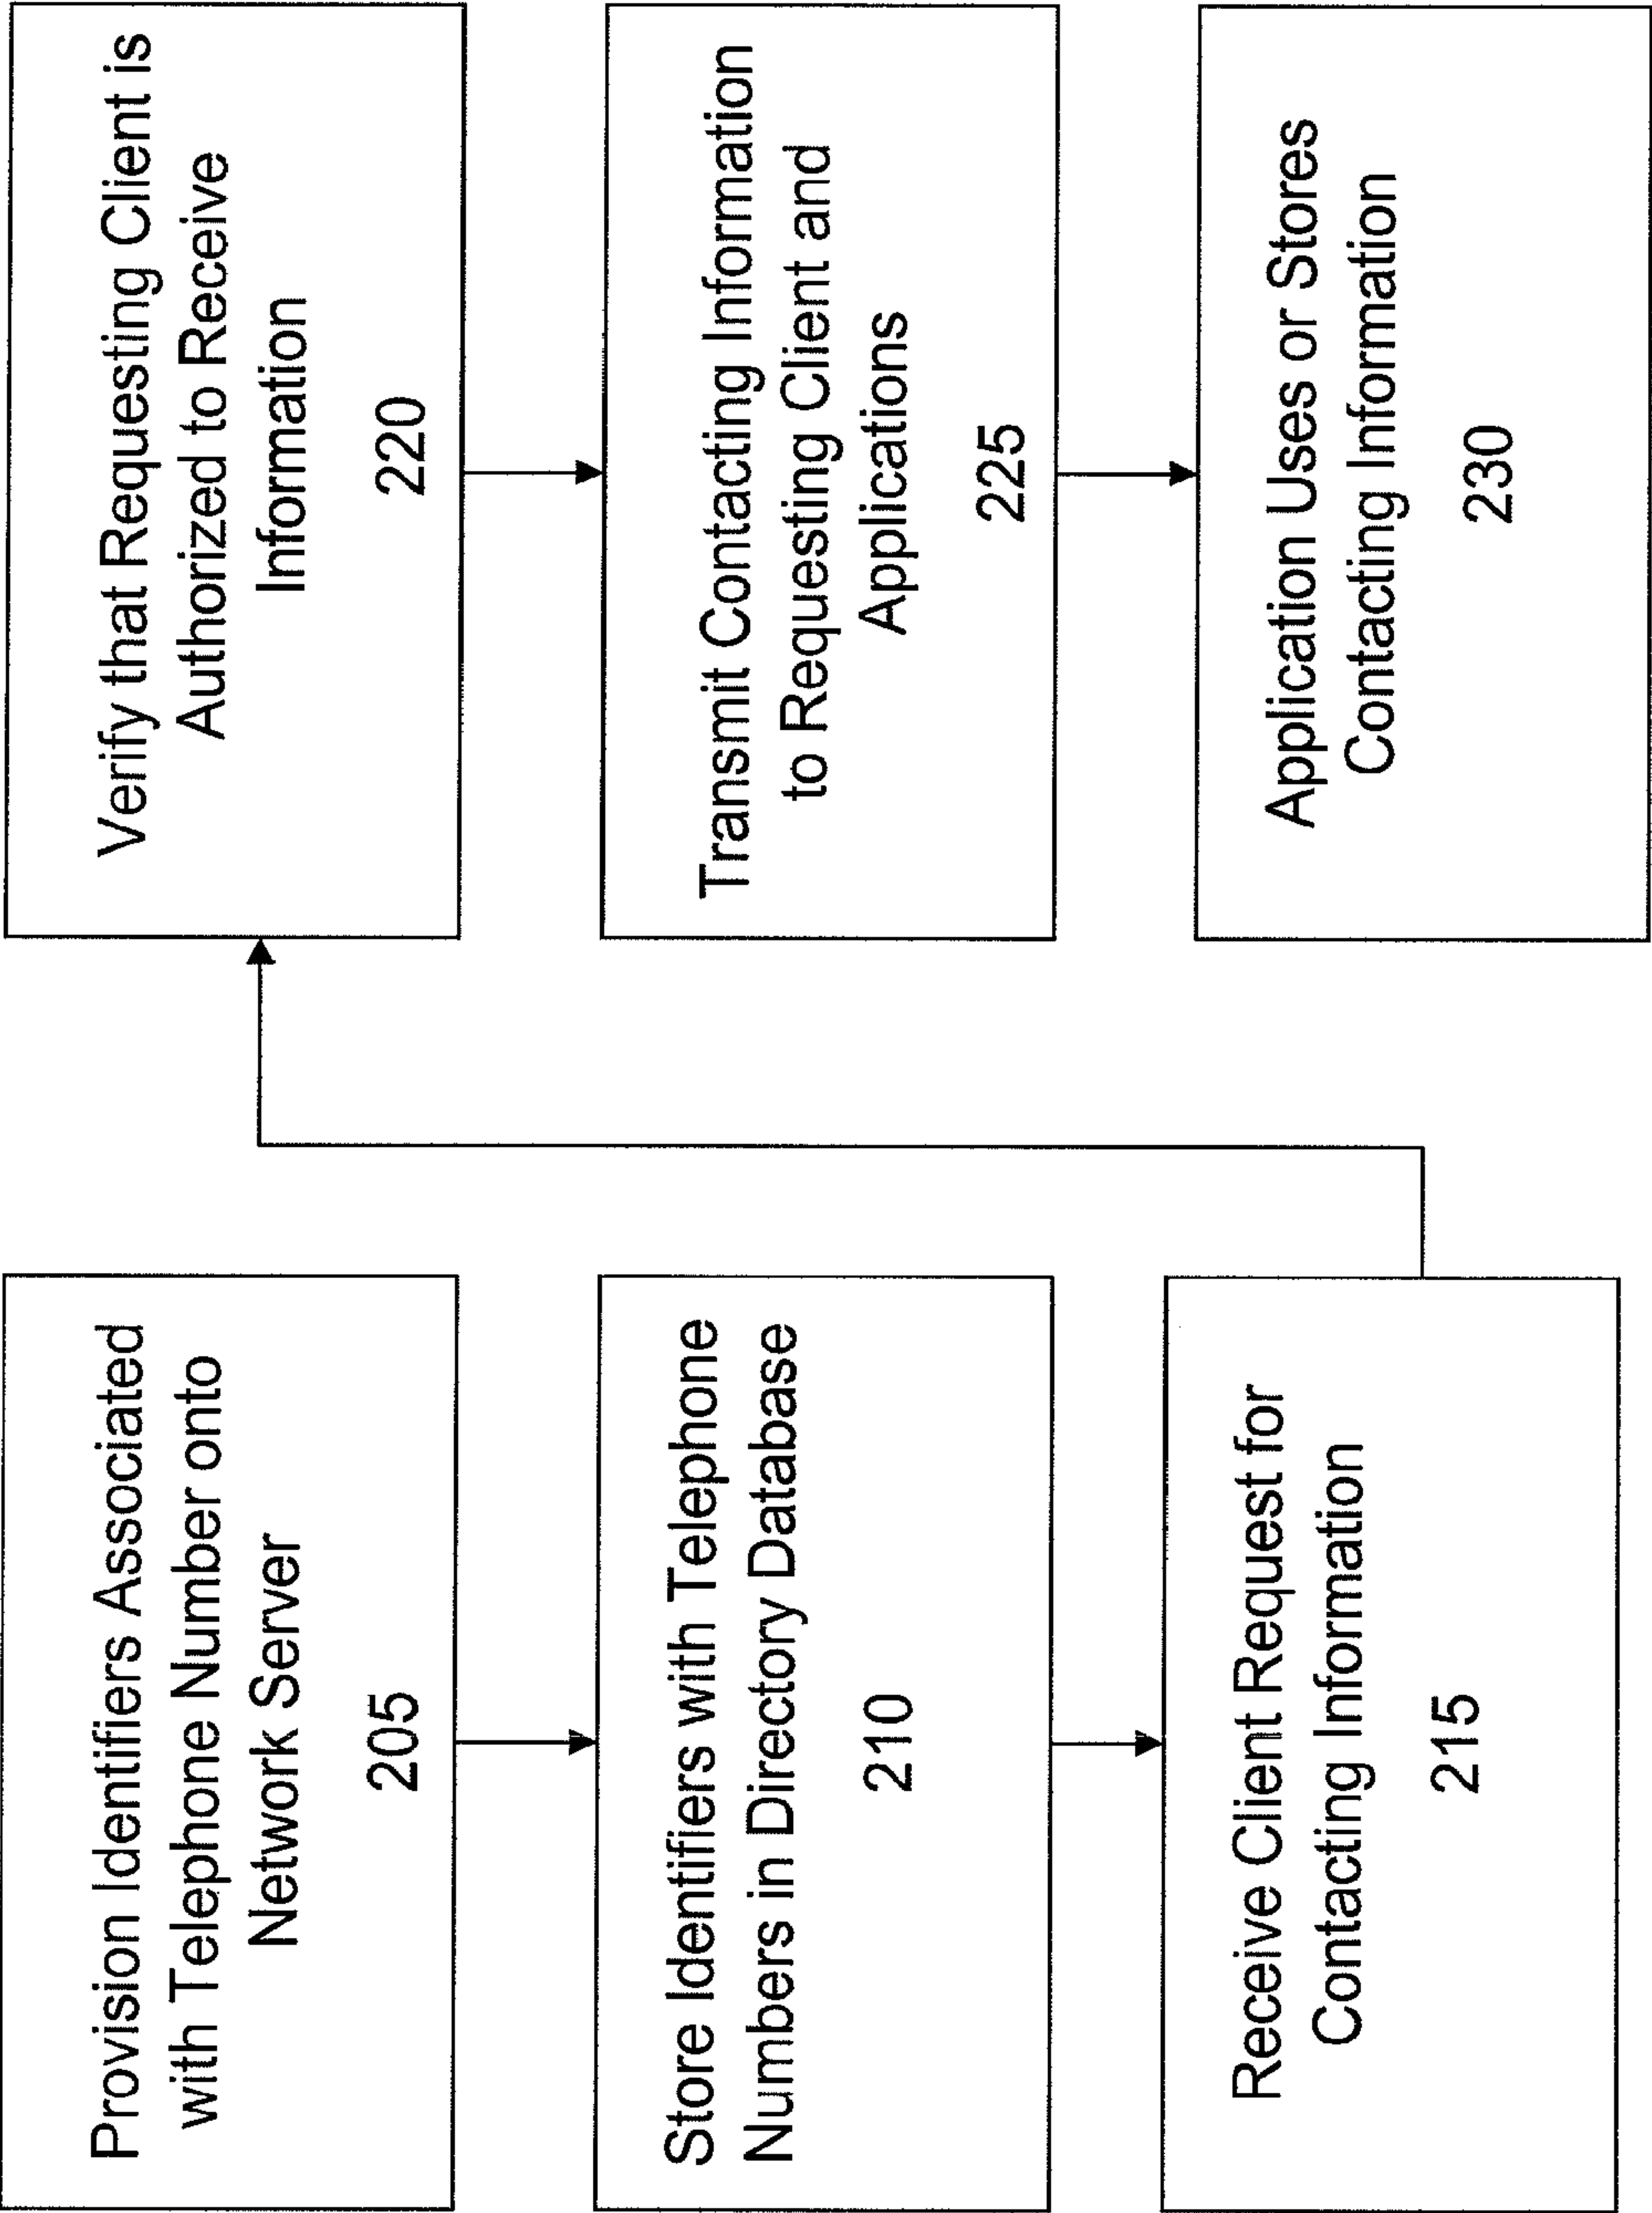 Provision Identifiers Associated
with Telephone Number onto
Network Server
205
Store Identifiers with Telephone
Numbers in Directory Database
210
Receive Client Request for
Contacting Information
215
Verify that Requesting Client is
Authorized to Receive
Information
220
Transmit Contacting Information
to Requesting Client and
Applications
225
Application Uses or Stores
Contacting Information
230